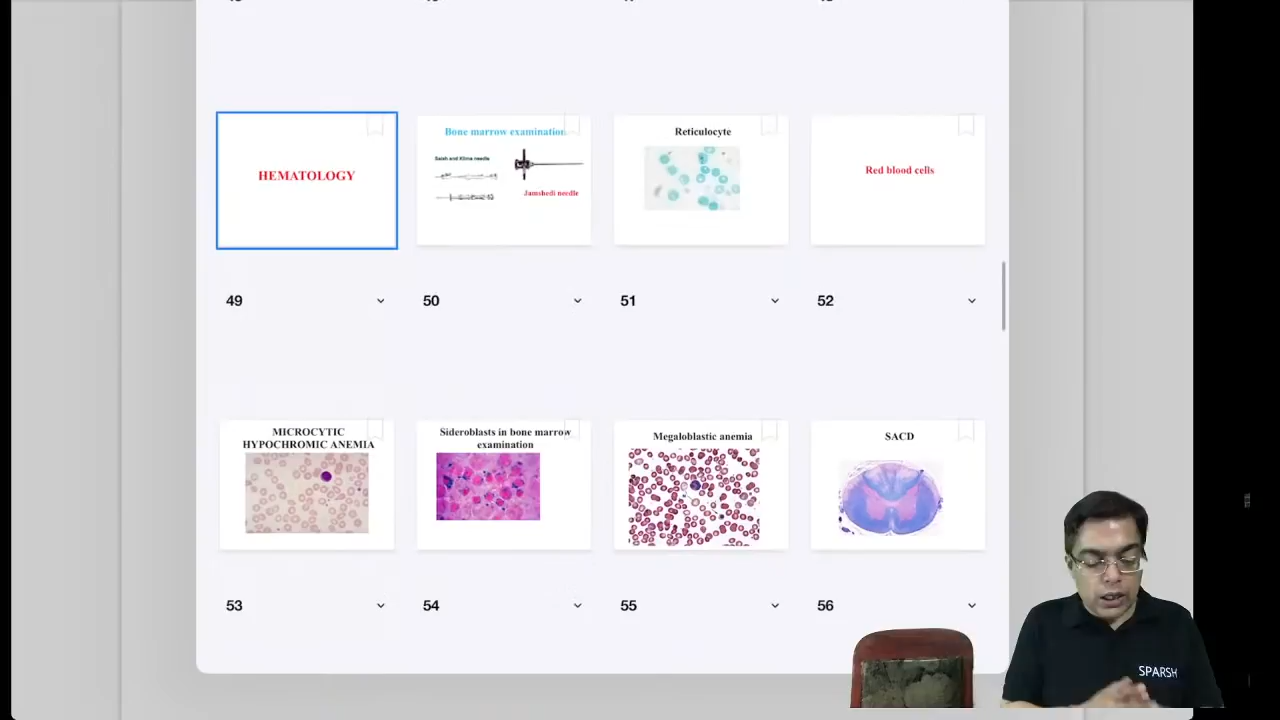 HEMATOLOGY
Bone marrow examination
Salah and Klima needle
Jamshedi needle
Reticulocyte
Red blood cells
49
50
51
52
MICROCYTIC
HYPOCHROMIC ANEMIA
Sideroblasts in bone marrow
examination
Megaloblastic anemia
SACD
53
54
55
56
SPARSH